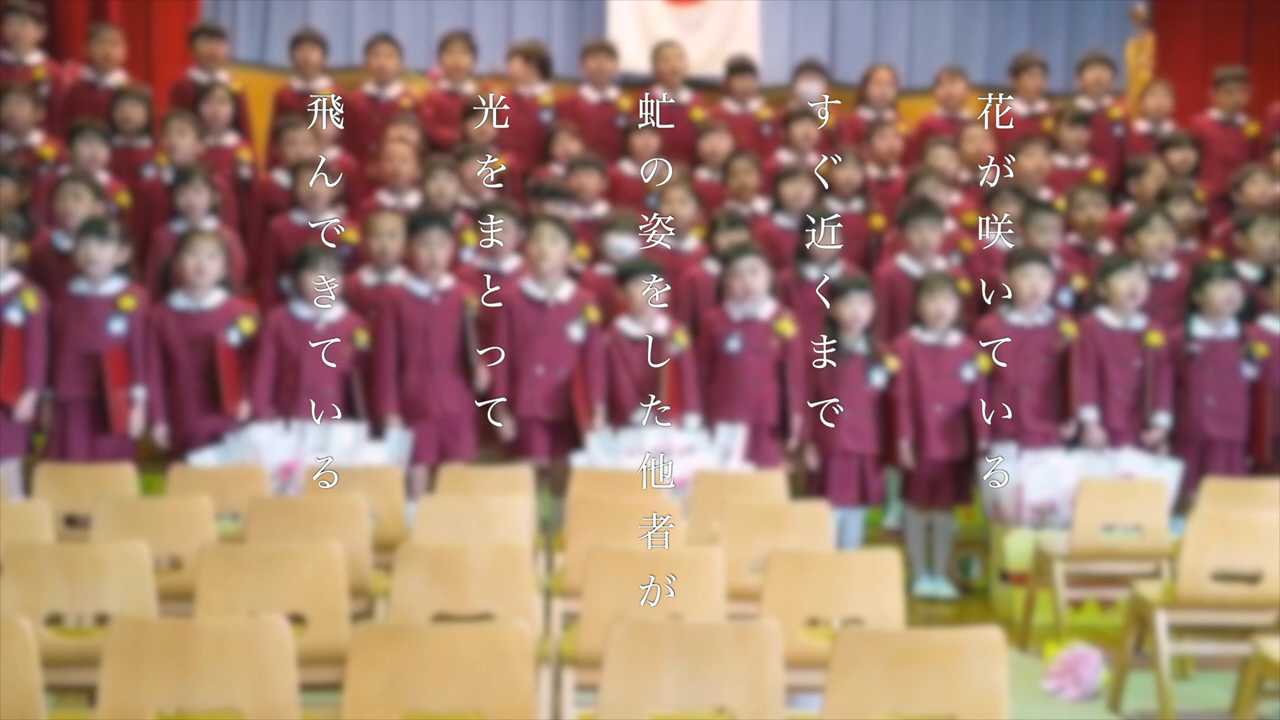 花が咲いている
すぐ近くまで
虻の姿をした他者が
光をまとって
飛んできている